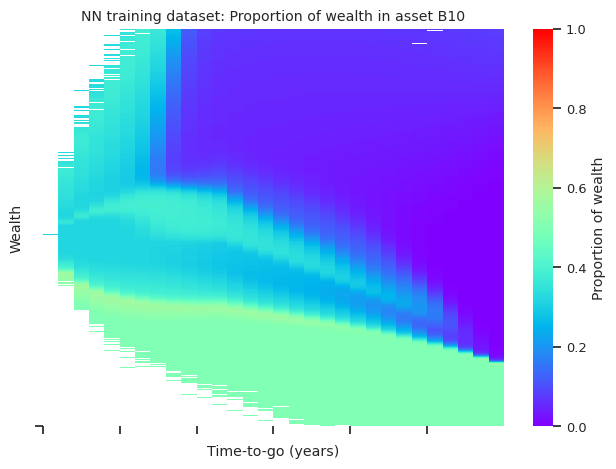 NN training dataset: Proportion of wealth in asset B10
Wealth
Time-to-go (years)
1.0
0.8
0.6
0.4
0.2
0.0
Proportion of wealth